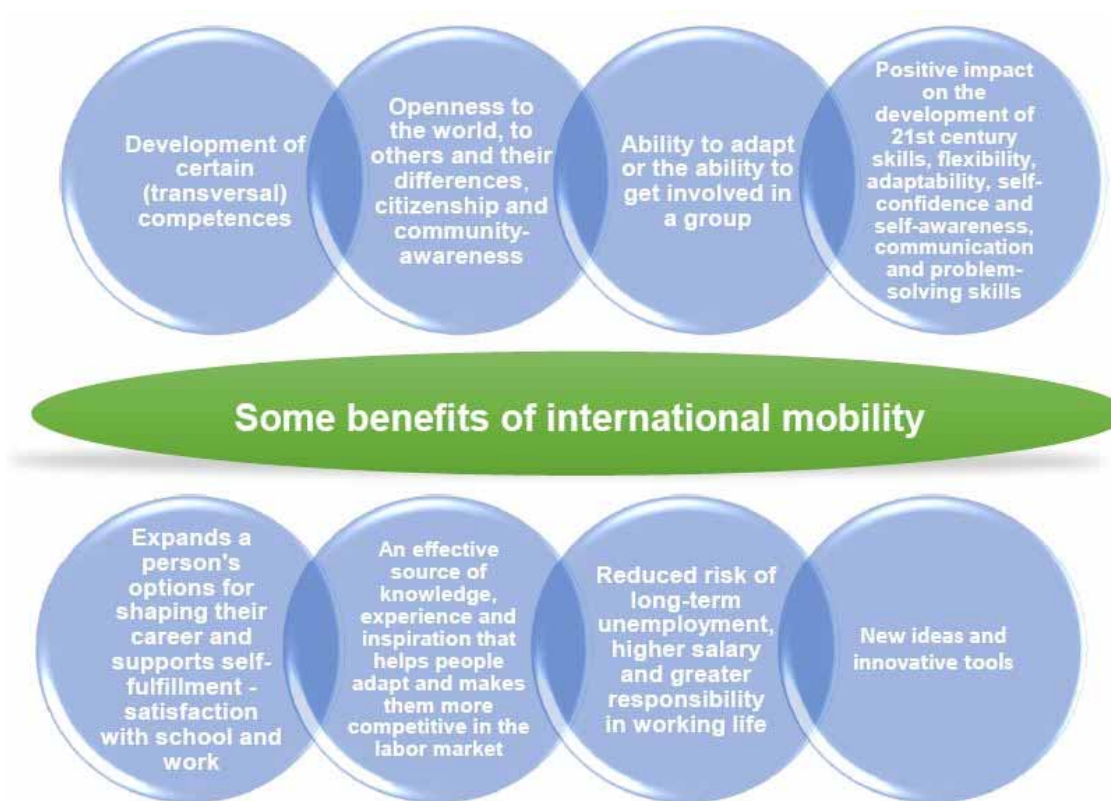 Development of
certain
(transversal)
competences
Openness to
the world, to
others and their
differences,
citizenship and
community-
awareness
Ability to adapt
or the ability to
get involved in
a group
Positive impact
on the
development of
21st century
skills, flexibility,
adaptability, self-
confidence and
self-awareness,
communication
and problem-
solving skills
Some benefits of international mobility
Expands a
person's
options for
shaping their
career and
supports self-
fulfillment -
satisfaction
with school and
work
An effective
source of
knowledge,
experience and
inspiration that
helps people
adapt and makes
them more
competitive in the
labor market
Reduced risk of
long-term
unemployment,
higher salary
and greater
responsibility
in working life
New ideas and
innovative tools